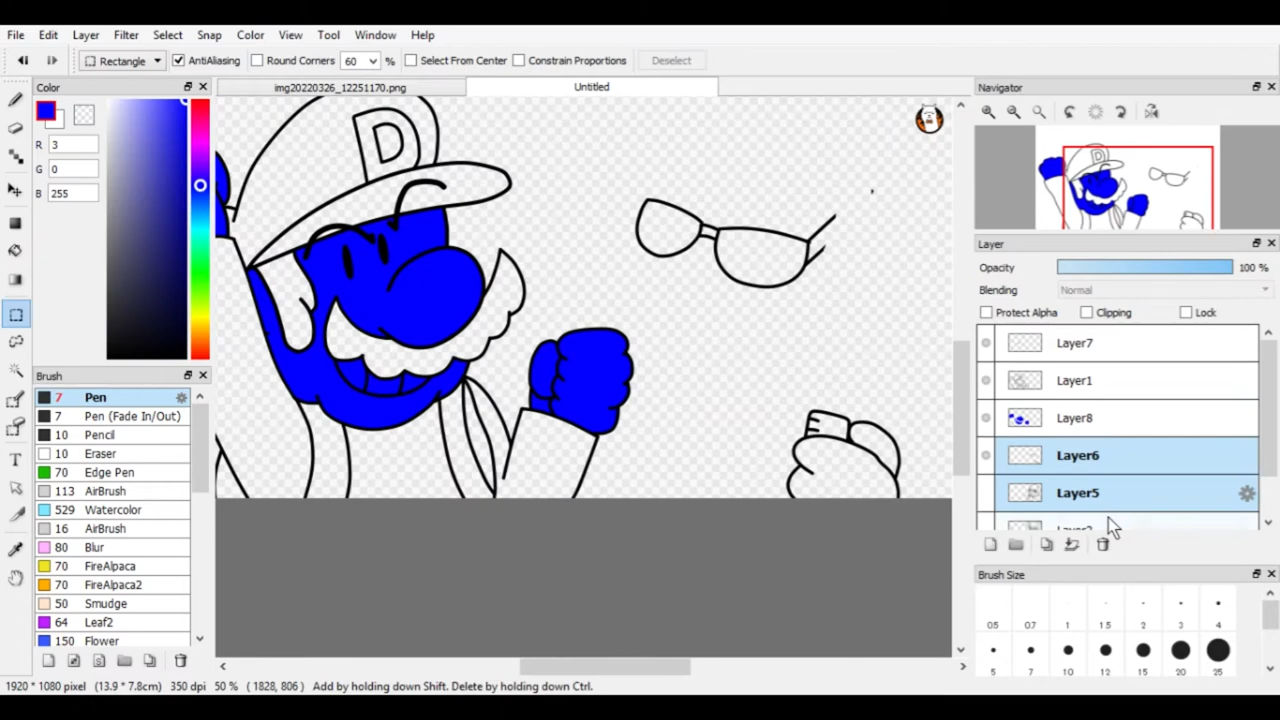 File Edit Layer Filter Select Snap Color View Tool Window Help
Rectangle AntiAliasing Round Corners 60 % Select From Center Constrain Proportions Deselect
Color
img20220326_12251170.png Untitled
Navigator
R 3
G 0
B 255
D
Layer
Opacity 100 %
Blending Normal
Protect Alpha Clipping Lock
Layer7
Layer1
Layer8
Layer6
Layer5
Brush
7 Pen
7 Pen (Fade In/Out)
10 Pencil
10 Eraser
70 Edge Pen
113 AirBrush
529 Watercolor
16 AirBrush
80 Blur
70 FireAlpaca
70 FireAlpaca2
50 Smudge
64 Leaf2
150 Flower
Brush Size
0.5 0.7 1 1.5 2 3 4
5 7 10 12 15 20 25
1920 * 1080 pixel (13.9 * 7.8cm) 350 dpi 50 % ( 1828, 806 ) Add by holding down Shift. Delete by holding down Ctrl.